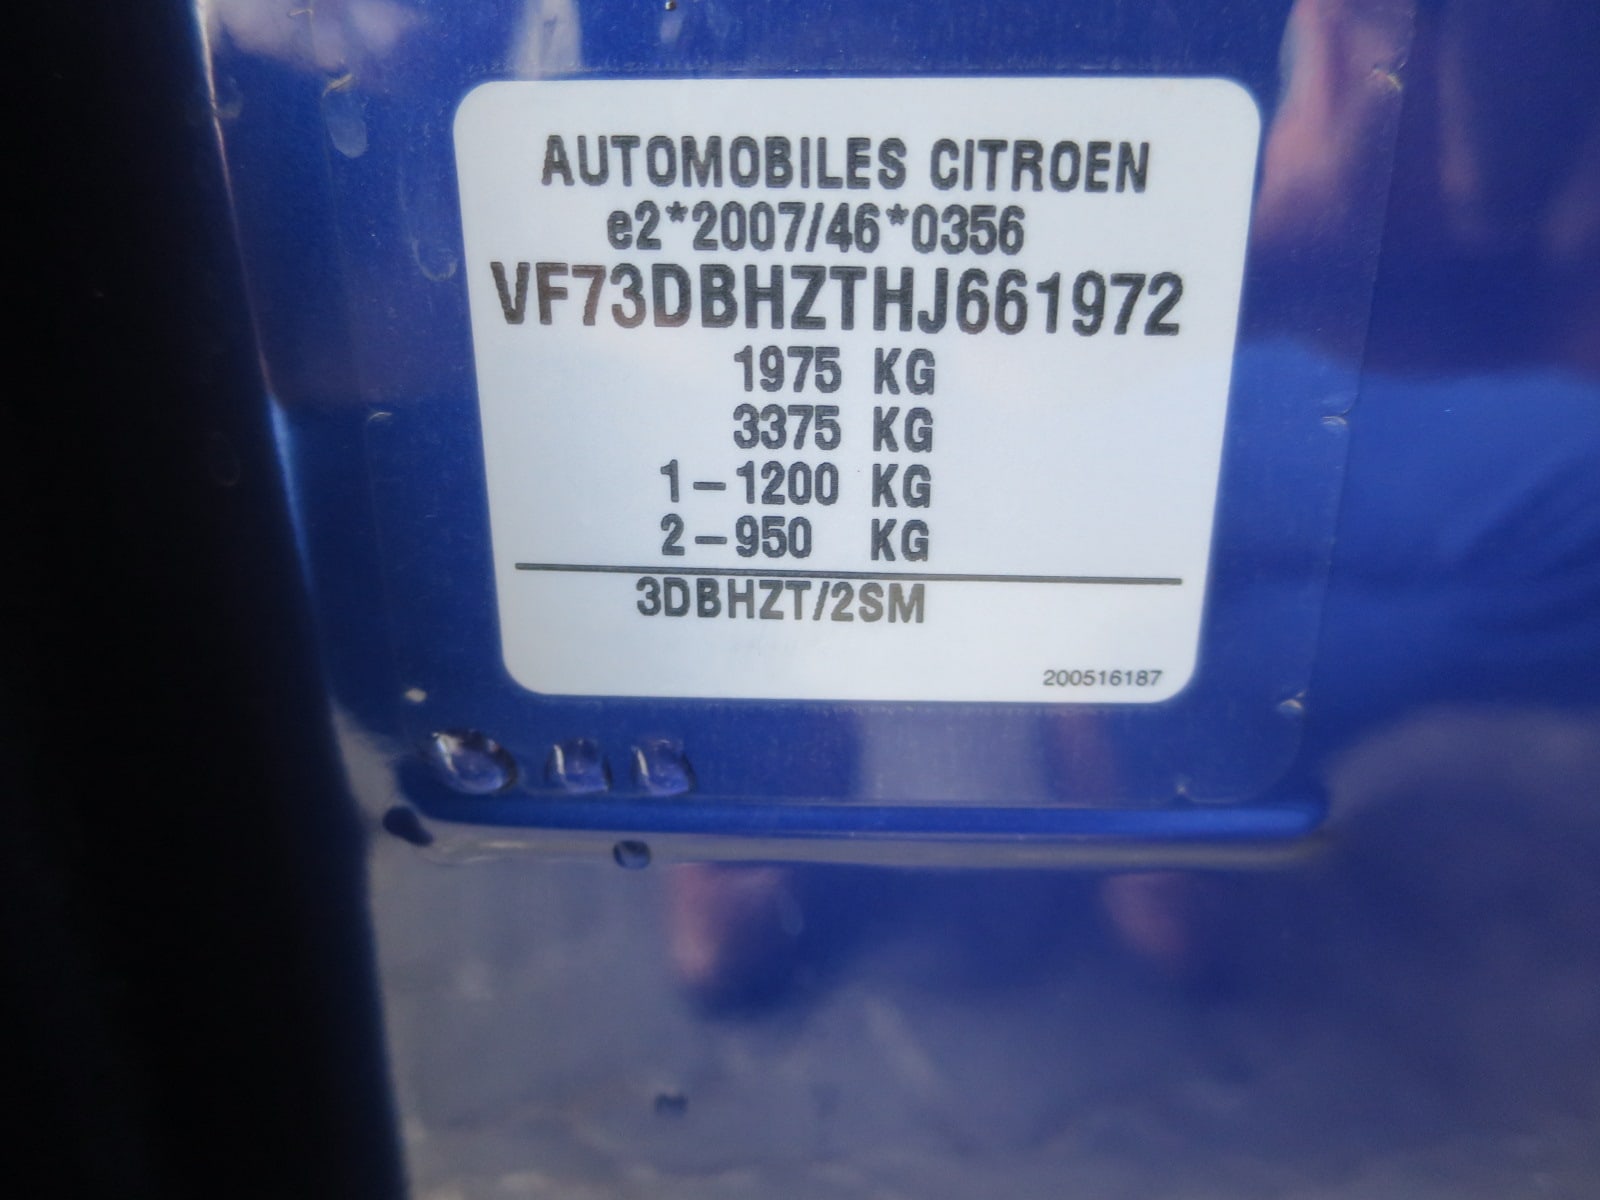 AUTOMOBILES CITROEN
e2*2007/46*0356
VF73DBHZTHJ661972
1975 KG
3375 KG
1-1200 KG
2-950 KG
3DBHZT/2SM
200516187